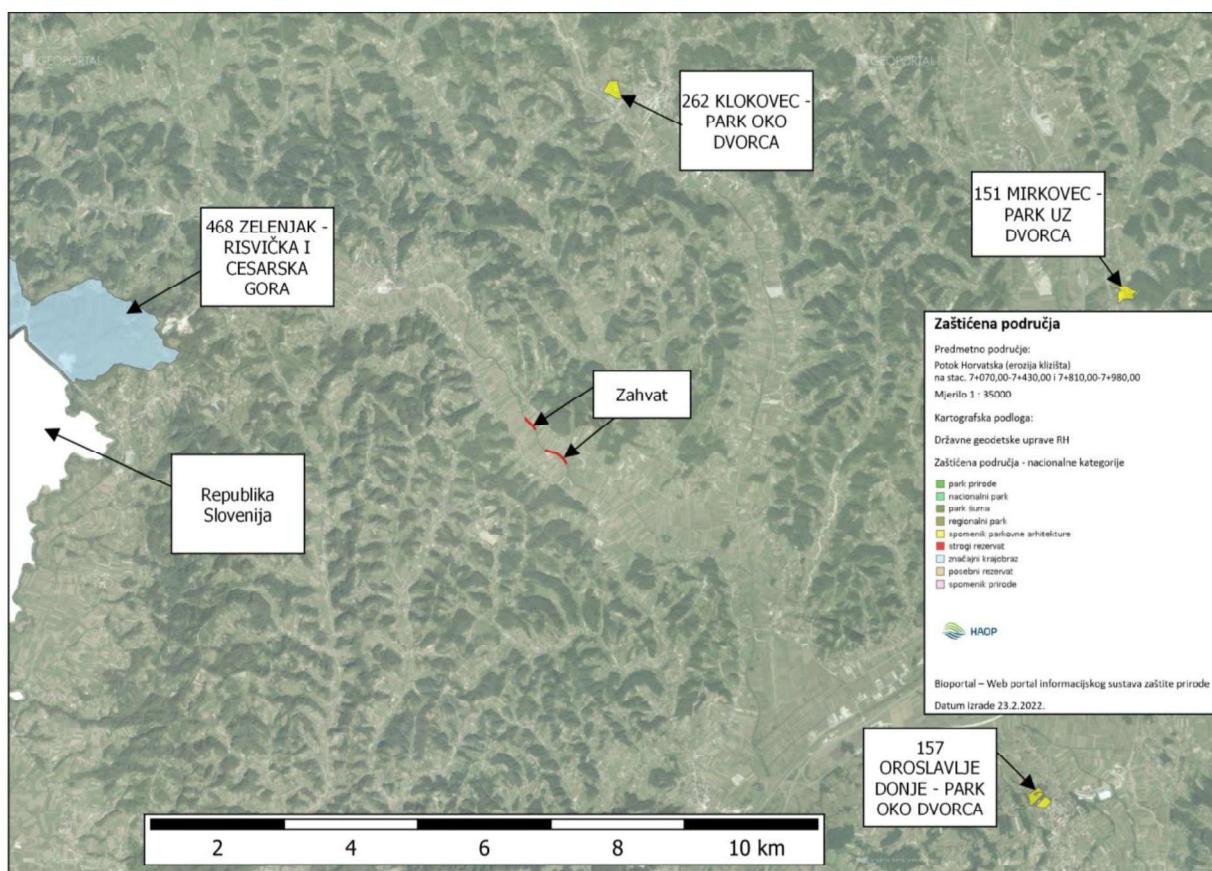 GEOPORTAL
GEOPORTAL
262 KLOKOVEC -
PARK OKO
DVORCA
151 MIRKOVEC -
PARK UZ
DVORCA
468 ZELENJAK -
RISVIČKA I
CESARSKA
GORA
Zahvat
Republika
Slovenija
Zaštićena područja
Predmetno područje:
Potok Horvatska (erozija klizišta)
na stac. 7+070,00-7+430,00 i 7+810,00-7+980,00
Mjerilo 1 : 35000
Kartografska podloga:
Državne geodetske uprave RH
Zaštićena područja - nacionalne kategorije
park prirode
nacionalni park
park šuma
regionalni park
spomenik parkovne arhitekture
strogi rezervat
značajni krajobraz
posebni rezervat
spomenik prirode
HAOP
Bioportal – Web portal informacijskog sustava zaštite prirode
Datum izrade 23.2.2022.
157
OROSLAVLJE
DONJE - PARK
OKO DVORCA
2 4 6 8 10 km